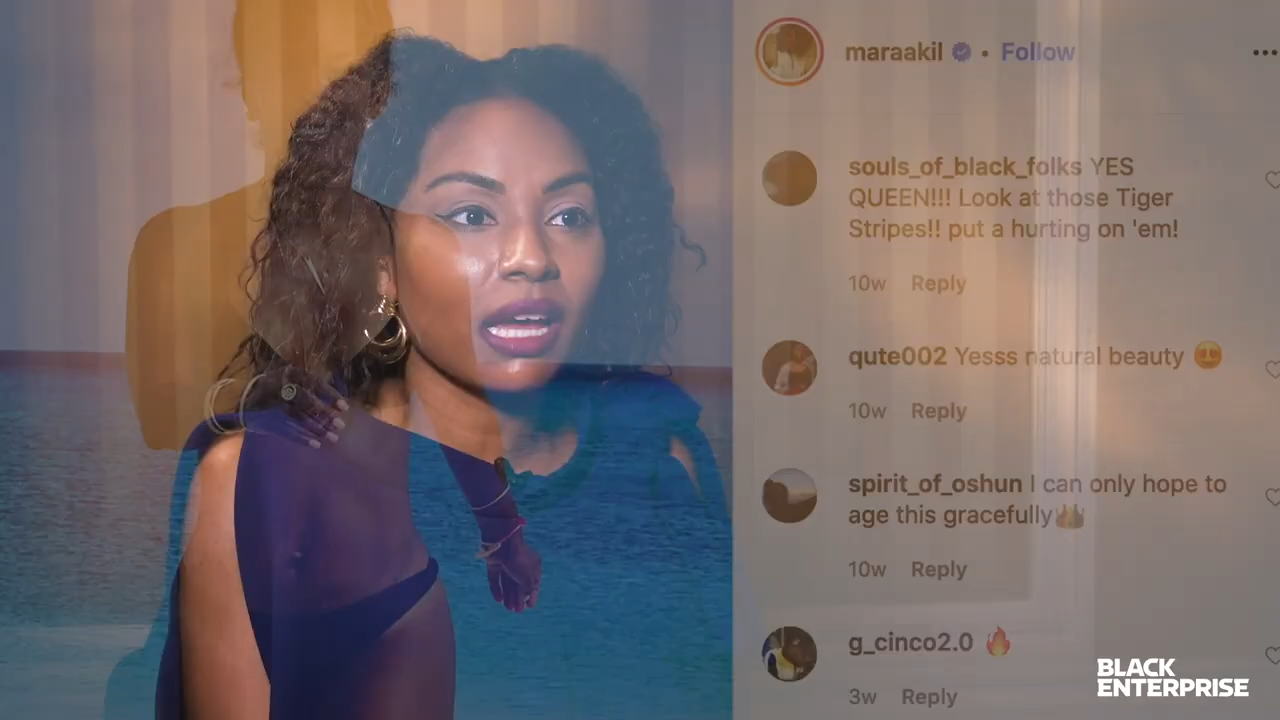 maraakil • Follow
souls_of_black_folks YES
QUEEN!!! Look at those Tiger
Stripes!! put a hurting on 'em!
10w Reply
qute002 Yesss natural beauty 😍
10w Reply
spirit_of_oshun I can only hope to
age this gracefully🙌
10w Reply
g_cinco2.0 🔥
3w Reply
BLACK
ENTERPRISE